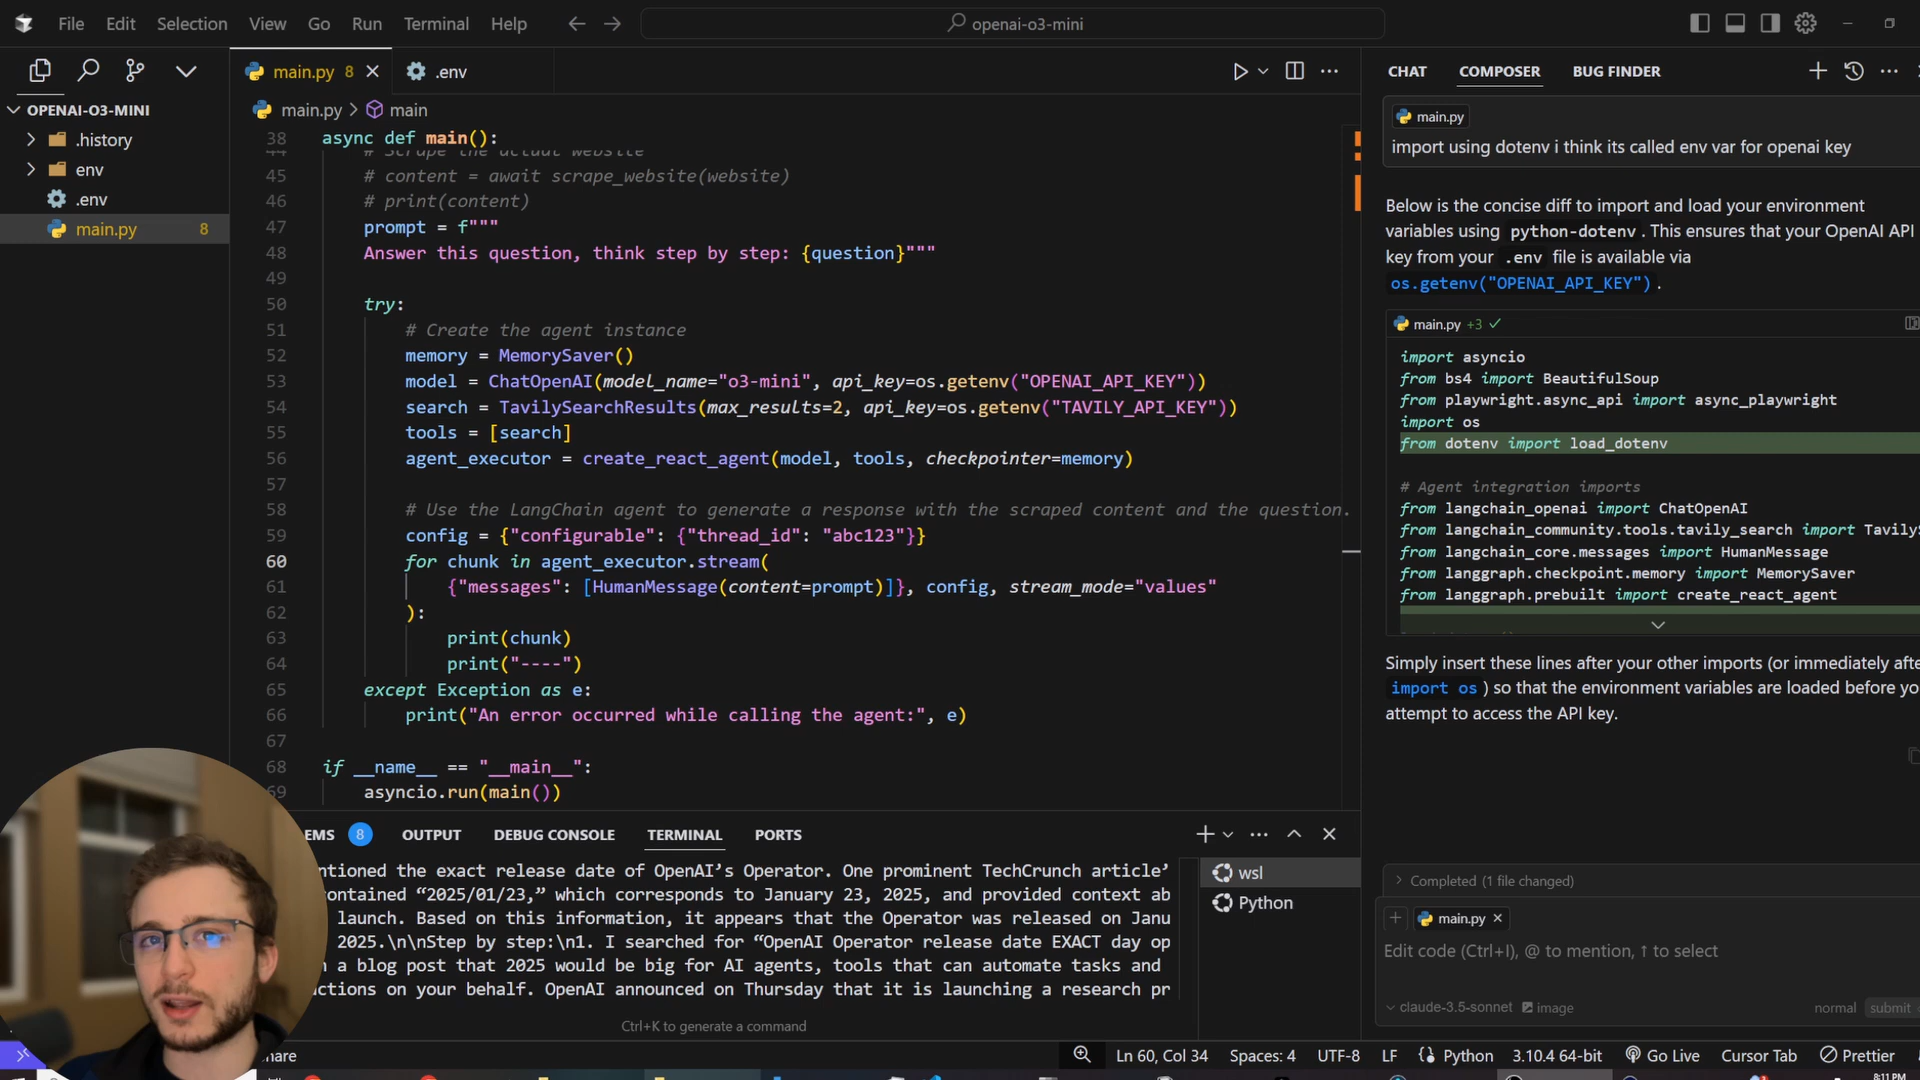 File Edit Selection View Go Run Terminal Help
openai-o3-mini
main.py 8
.env
CHAT COMPOSER BUG FINDER
OPENAI-O3-MINI
.history
env
.env
main.py 8
main.py > main
38 async def main():
44 # Scrape the actual website
45 # content = await scrape_website(website)
46 # print(content)
47 prompt = f"""
48 Answer this question, think step by step: {question}"""
49
50 try:
51 # Create the agent instance
52 memory = MemorySaver()
53 model = ChatOpenAI(model_name="o3-mini", api_key=os.getenv("OPENAI_API_KEY"))
54 search = TavilySearchResults(max_results=2, api_key=os.getenv("TAVILY_API_KEY"))
55 tools = [search]
56 agent_executor = create_react_agent(model, tools, checkpointer=memory)
57
58 # Use the LangChain agent to generate a response with the scraped content and the question.
59 config = {"configurable": {"thread_id": "abc123"}}
60 for chunk in agent_executor.stream(
61 {"messages": [HumanMessage(content=prompt)]}, config, stream_mode="values"
62 ):
63 print(chunk)
64 print("----")
65 except Exception as e:
66 print("An error occurred while calling the agent:", e)
67
68 if __name__ == "__main__":
69 asyncio.run(main())
main.py
import using dotenv i think its called env var for openai key
Below is the concise diff to import and load your environment
variables using python-dotenv. This ensures that your OpenAI API
key from your .env file is available via
os.getenv("OPENAI_API_KEY").
main.py +3
import asyncio
from bs4 import BeautifulSoup
from playwright.async_api import async_playwright
import os
from dotenv import load_dotenv
# Agent integration imports
from langchain_openai import ChatOpenAI
from langchain_community.tools.tavily_search import TavilyS
from langchain_core.messages import HumanMessage
from langgraph.checkpoint.memory import MemorySaver
from langgraph.prebuilt import create_react_agent
Simply insert these lines after your other imports (or immediately afte
import os) so that the environment variables are loaded before yo
attempt to access the API key.
Completed (1 file changed)
main.py
Edit code (Ctrl+I), @ to mention, ↑ to select
claude-3.5-sonnet image normal submit
EMS 8 OUTPUT DEBUG CONSOLE TERMINAL PORTS
ntioned the exact release date of OpenAI’s Operator. One prominent TechCrunch article’
ontained “2025/01/23,” which corresponds to January 23, 2025, and provided context ab
launch. Based on this information, it appears that the Operator was released on Janu
2025.\n\nStep by step:\n1. I searched for “OpenAI Operator release date EXACT day op
n a blog post that 2025 would be big for AI agents, tools that can automate tasks and
ctions on your behalf. OpenAI announced on Thursday that it is launching a research pr
wsl
Python
Ctrl+K to generate a command
hare
Ln 60, Col 34 Spaces: 4 UTF-8 LF Python 3.10.4 64-bit Go Live Cursor Tab Prettier
8:11 PM